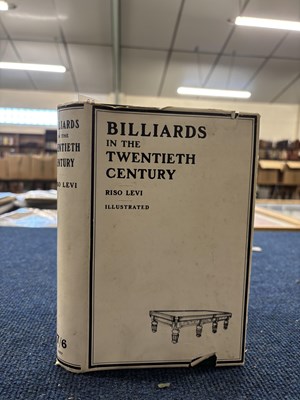 BILLIARDS
IN THE
TWENTIETH
CENTURY
RISO LEVI
7/6
BILLIARDS
IN THE
TWENTIETH
CENTURY
RISO LEVI
ILLUSTRATED